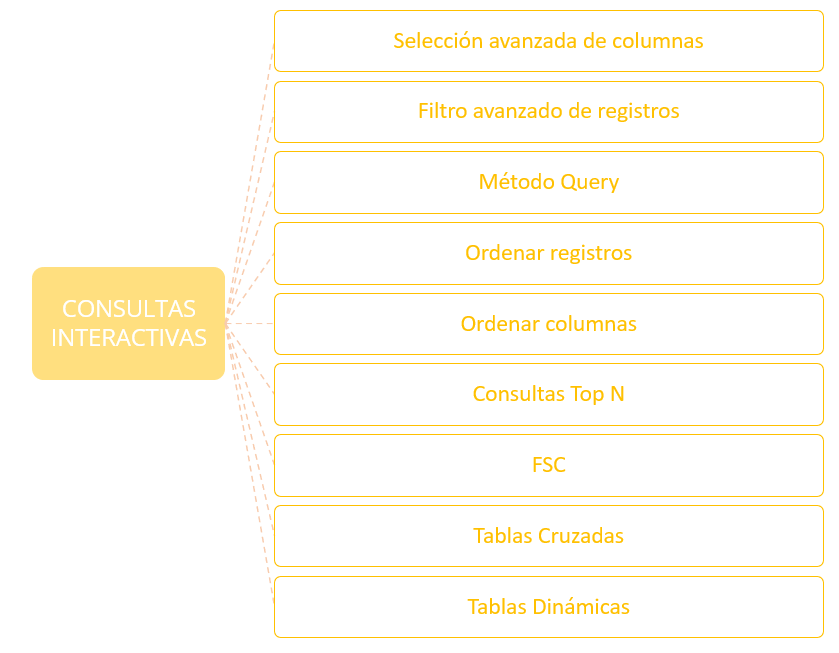 Selección avanzada de columnas
Filtro avanzado de registros
Método Query
Ordenar registros
CONSULTAS
INTERACTIVAS
Ordenar columnas
Consultas Top N
FSC
Tablas Cruzadas
Tablas Dinámicas